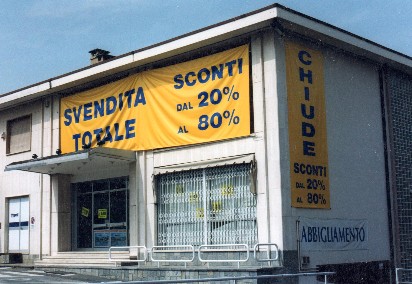 SVENDITA
TOTALE
SCONTI
DAL 20%
AL 80%
CHIUDE
SCONTI
DAL 20%
AL 80%
ABBIGLIAMENTO